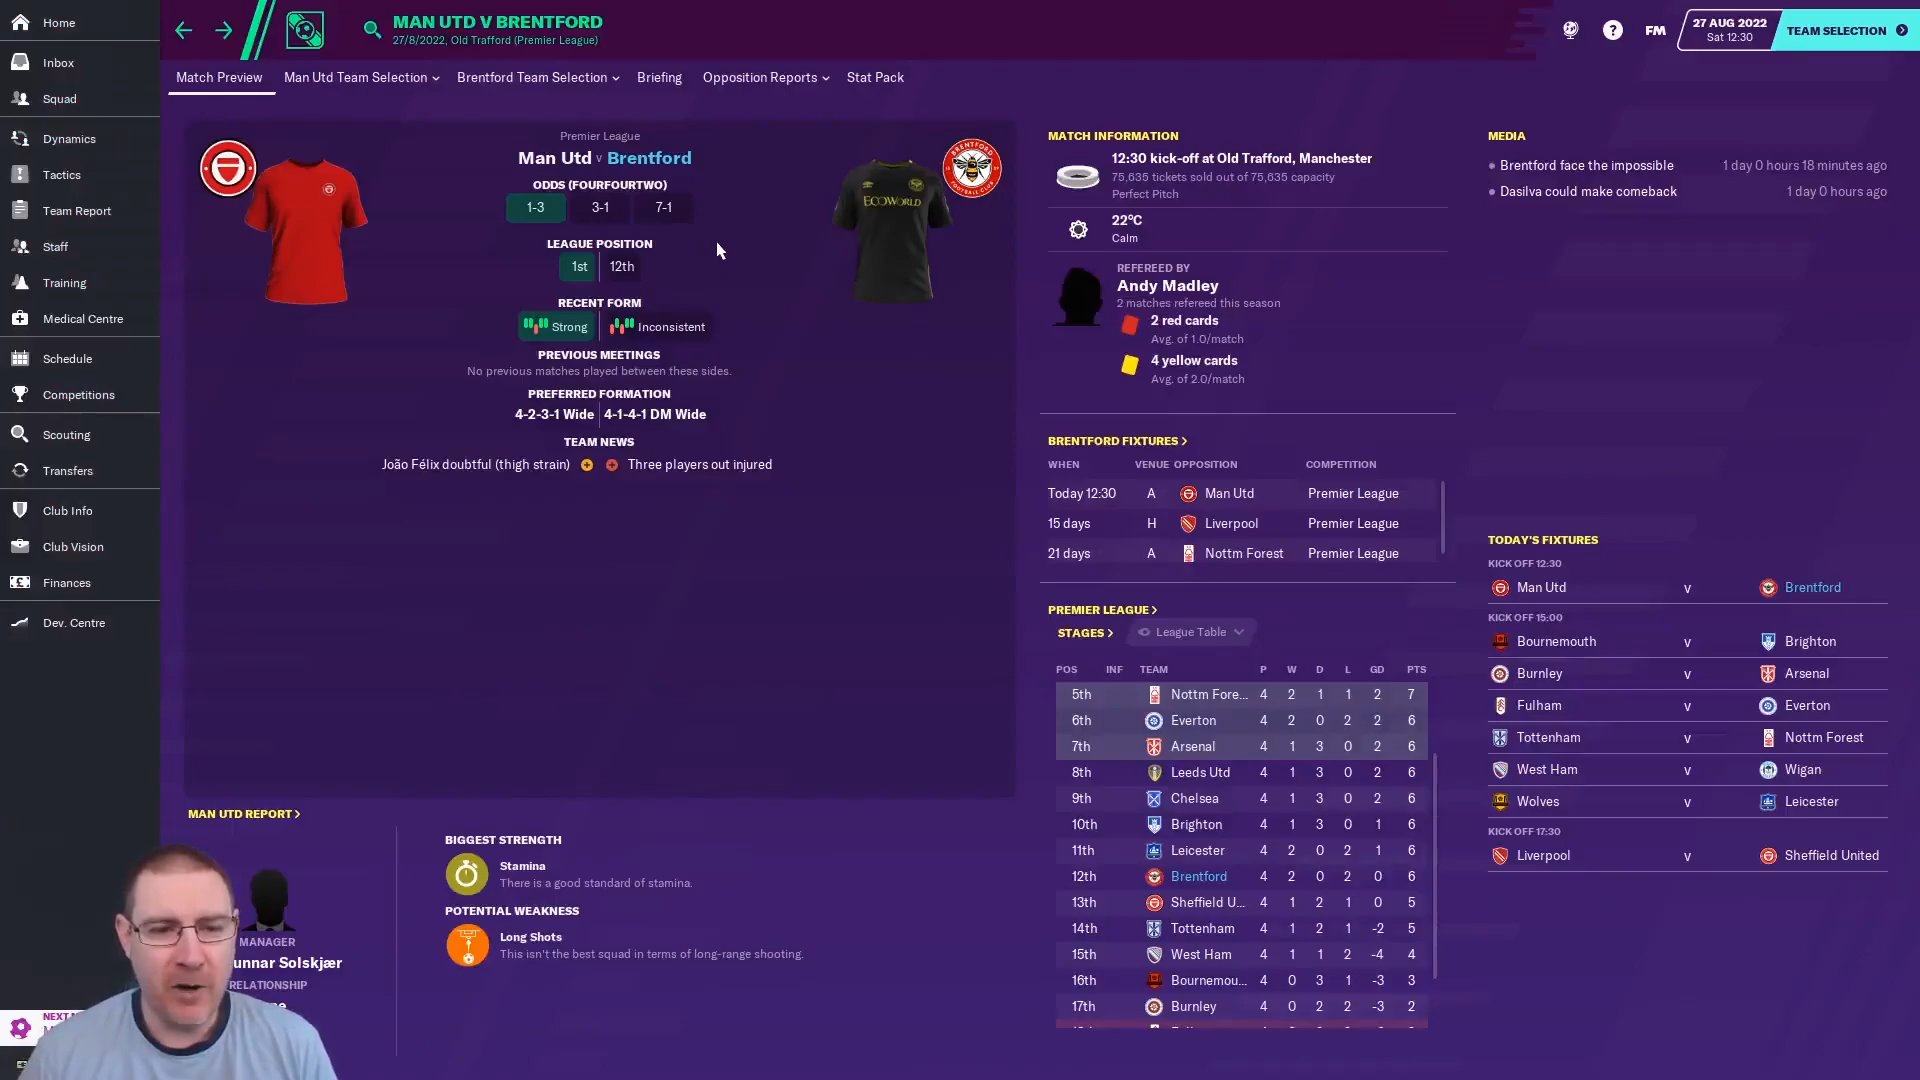 Home
Inbox
Squad
Dynamics
Tactics
Team Report
Staff
Training
Medical Centre
Schedule
Competitions
Scouting
Transfers
Club Info
Club Vision
Finances
Dev. Centre
MAN UTD V BRENTFORD
27/8/2022, Old Trafford (Premier League)
?
FM
27 AUG 2022
Sat 12:30
TEAM SELECTION
Match Preview
Man Utd Team Selection
Brentford Team Selection
Briefing
Opposition Reports
Stat Pack
Premier League
Man Utd v Brentford
ODDS (FOURFOURTWO)
1-3 3-1 7-1
LEAGUE POSITION
1st 12th
RECENT FORM
Strong Inconsistent
PREVIOUS MEETINGS
No previous matches played between these sides.
PREFERRED FORMATION
4-2-3-1 Wide 4-1-4-1 DM Wide
TEAM NEWS
João Félix doubtful (thigh strain) Three players out injured
ECOWORLD
BRENTFORD
FOOTBALL CLUB
MAN UTD REPORT >
MANAGER
unnar Solskjær
RELATIONSHIP
BIGGEST STRENGTH
Stamina
There is a good standard of stamina.
POTENTIAL WEAKNESS
Long Shots
This isn't the best squad in terms of long-range shooting.
MATCH INFORMATION
12:30 kick-off at Old Trafford, Manchester
75,635 tickets sold out of 75,635 capacity
Perfect Pitch
22°C
Calm
REFEREED BY
Andy Madley
2 matches refereed this season
2 red cards
Avg. of 1.0/match
4 yellow cards
Avg. of 2.0/match
BRENTFORD FIXTURES >
WHEN VENUE OPPOSITION COMPETITION
Today 12:30 A Man Utd Premier League
15 days H Liverpool Premier League
21 days A Nottm Forest Premier League
PREMIER LEAGUE >
STAGES > League Table
POS INF TEAM P W D L GD PTS
5th Nottm Fore... 4 2 1 1 2 7
6th Everton 4 2 0 2 2 6
7th Arsenal 4 1 3 0 2 6
8th Leeds Utd 4 1 3 0 2 6
9th Chelsea 4 1 3 0 2 6
10th Brighton 4 1 3 0 1 6
11th Leicester 4 2 0 2 1 6
12th Brentford 4 2 0 2 0 6
13th Sheffield U... 4 1 2 1 0 5
14th Tottenham 4 1 2 1 -2 5
15th West Ham 4 1 1 2 -4 4
16th Bournemou... 4 0 3 1 -3 3
17th Burnley 4 0 2 2 -3 2
MEDIA
Brentford face the impossible 1 day 0 hours 18 minutes ago
Dasilva could make comeback 1 day 0 hours ago
TODAY'S FIXTURES
KICK OFF 12:30
Man Utd v Brentford
KICK OFF 15:00
Bournemouth v Brighton
Burnley v Arsenal
Fulham v Everton
Tottenham v Nottm Forest
West Ham v Wigan
Wolves v Leicester
KICK OFF 17:30
Liverpool v Sheffield United